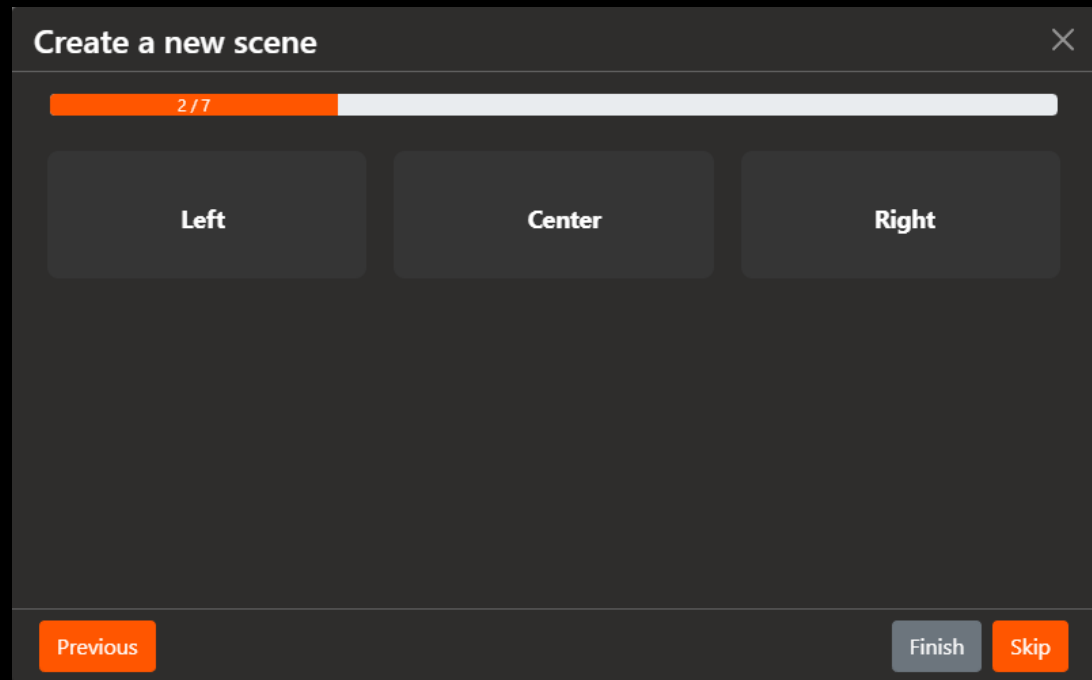 Create a new scene
2 / 7
Left
Center
Right
Previous
Finish
Skip